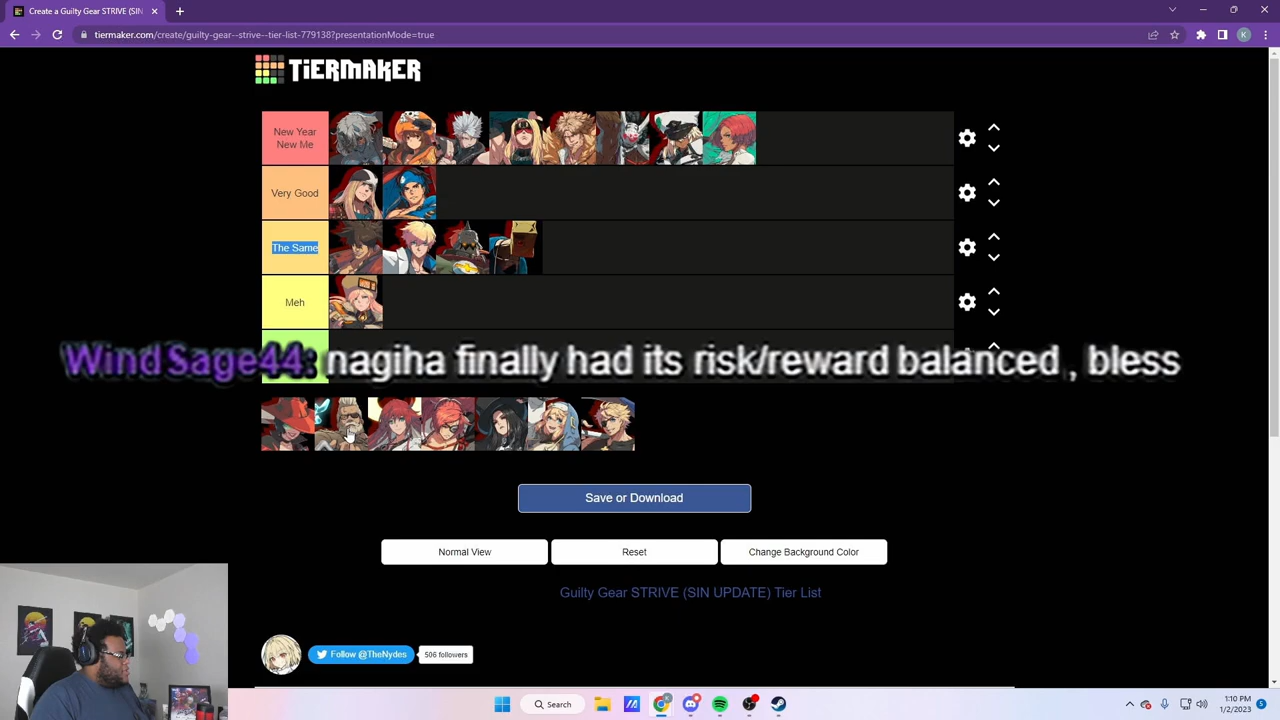 Create a Guilty Gear STRIVE (SIN
tiermaker.com/create/guilty-gear--strive--tier-list-779138?presentationMode=true
K
TiERMAKER
New Year
New Me
Very Good
The Same
Meh
WindSage44: nagiha finally had its risk/reward balanced , bless
Save or Download
Normal View
Reset
Change Background Color
Guilty Gear STRIVE (SIN UPDATE) Tier List
Follow @TheNydes
506 followers
Search
1:10 PM
1/2/2023